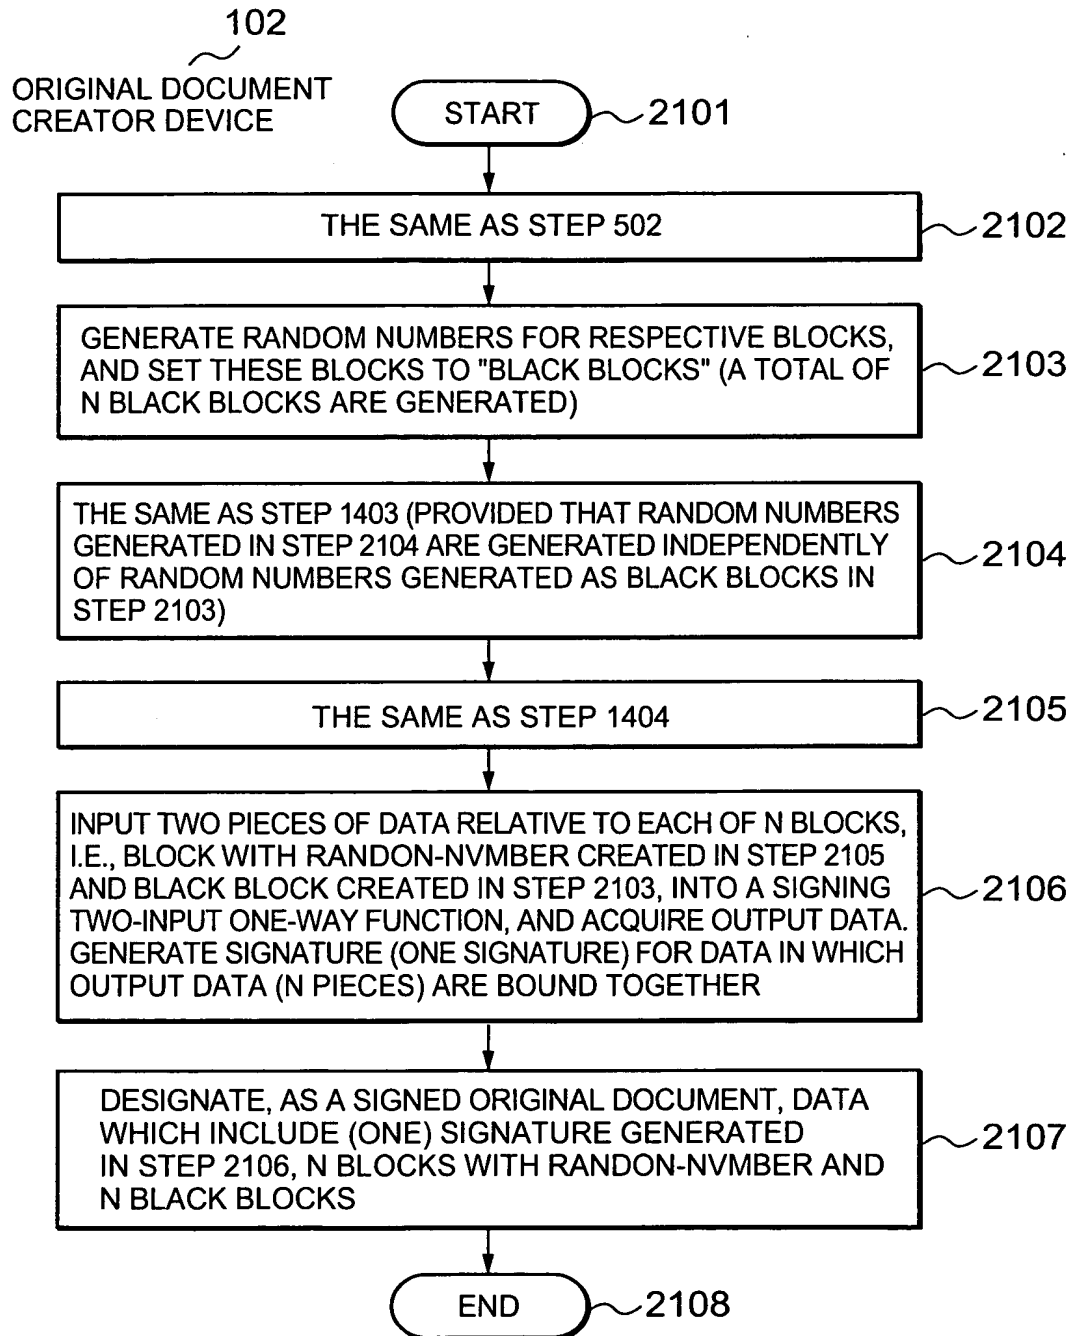 102
ORIGINAL DOCUMENT
CREATOR DEVICE
START
2101
THE SAME AS STEP 502
2102
GENERATE RANDOM NUMBERS FOR RESPECTIVE BLOCKS,
AND SET THESE BLOCKS TO "BLACK BLOCKS" (A TOTAL OF
N BLACK BLOCKS ARE GENERATED)
2103
THE SAME AS STEP 1403 (PROVIDED THAT RANDOM NUMBERS
GENERATED IN STEP 2104 ARE GENERATED INDEPENDENTLY
OF RANDOM NUMBERS GENERATED AS BLACK BLOCKS IN
STEP 2103)
2104
THE SAME AS STEP 1404
2105
INPUT TWO PIECES OF DATA RELATIVE TO EACH OF N BLOCKS,
I.E., BLOCK WITH RANDON-NVMBER CREATED IN STEP 2105
AND BLACK BLOCK CREATED IN STEP 2103, INTO A SIGNING
TWO-INPUT ONE-WAY FUNCTION, AND ACQUIRE OUTPUT DATA.
GENERATE SIGNATURE (ONE SIGNATURE) FOR DATA IN WHICH
OUTPUT DATA (N PIECES) ARE BOUND TOGETHER
2106
DESIGNATE, AS A SIGNED ORIGINAL DOCUMENT, DATA
WHICH INCLUDE (ONE) SIGNATURE GENERATED
IN STEP 2106, N BLOCKS WITH RANDON-NVMBER AND
N BLACK BLOCKS
2107
END
2108